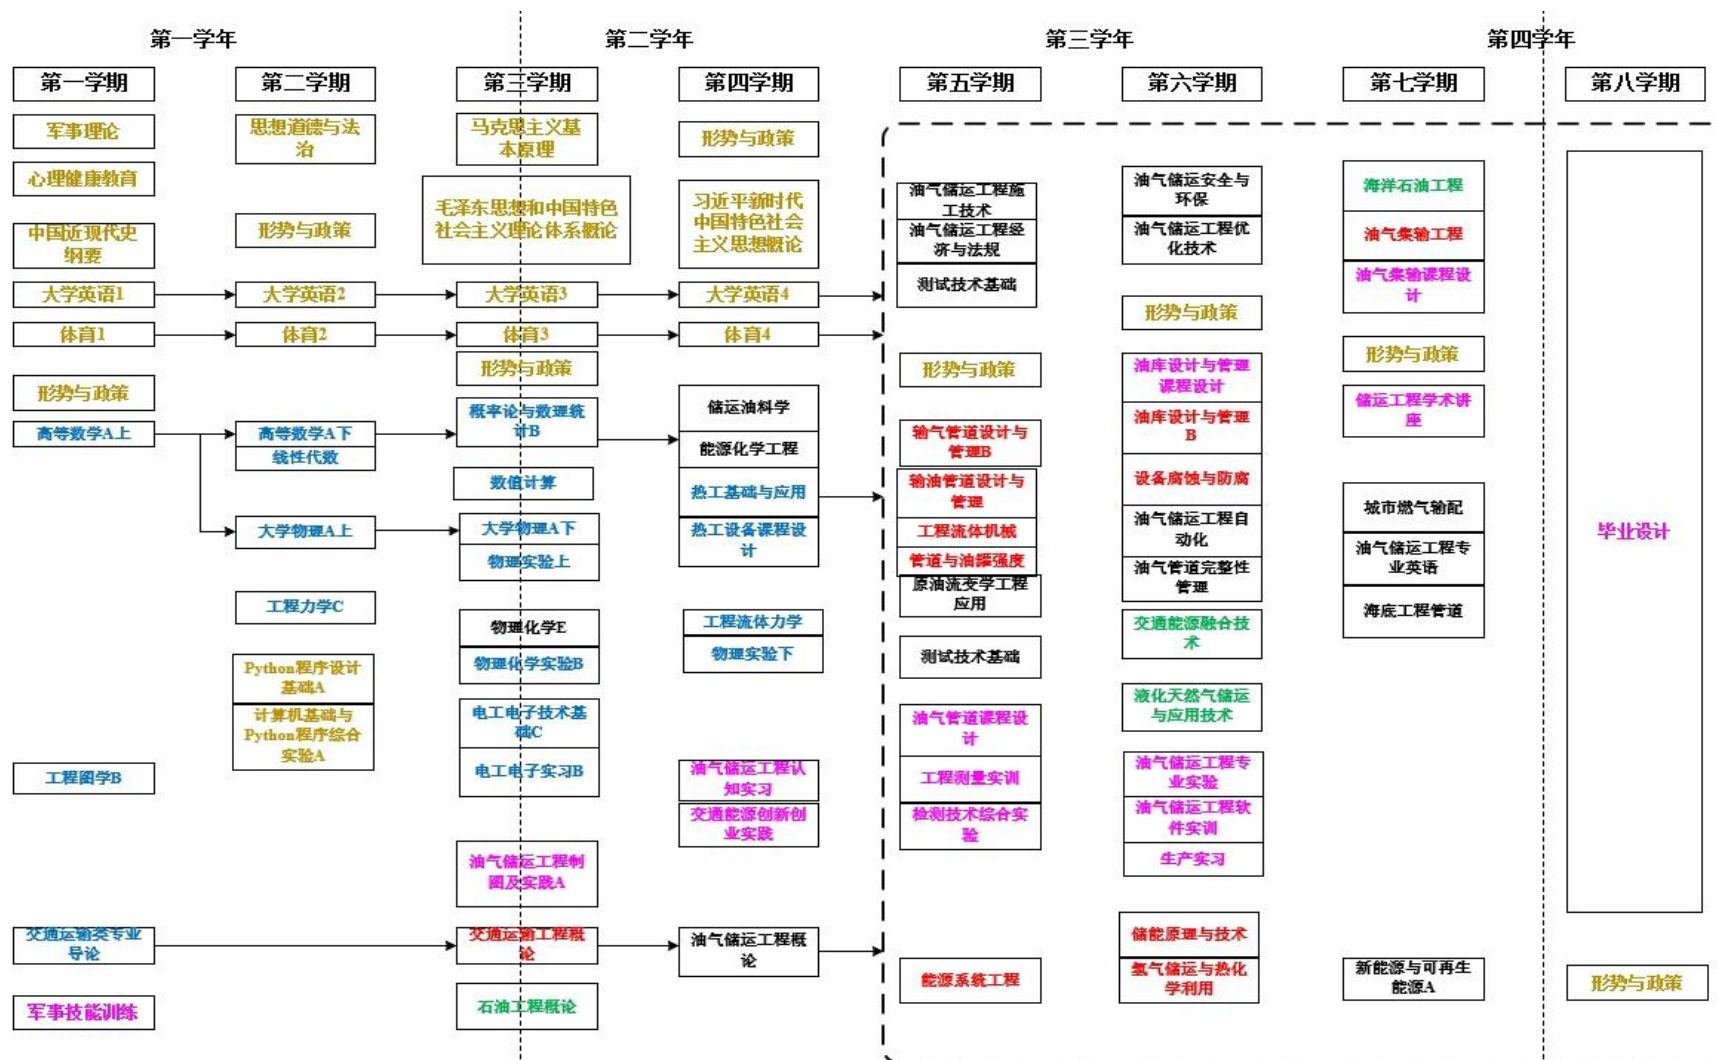 第一学年
第二学年
第三学年
第四学年
第一学期
第二学期
第三学期
第四学期
第五学期
第六学期
第七学期
第八学期
军事理论
心理健康教育
中国近现代史
纲要
大学英语1
体育1
形势与政策
高等数学A上
工程图学B
交通运输类专业
导论
军事技能训练
思想道德与法
治
形势与政策
大学英语2
体育2
高等数学A下
线性代数
大学物理A上
工程力学C
Python程序设计
基础A
计算机基础与
Python程序综合
实验A
马克思主义基
本原理
毛泽东思想和中国特色
社会主义理论体系概论
大学英语3
体育3
形势与政策
概率论与数理统
计B
数值计算
大学物理A下
物理实验上
物理化学E
物理化学实验B
电工电子技术基
础C
电工电子实习B
油气储运工程制
图及实践A
交通运输工程概
论
石油工程概论
形势与政策
习近平新时代
中国特色社会
主义思想概论
大学英语4
体育4
储运油料学
能源化学工程
热工基础与应用
热工设备课程设
计
工程流体力学
物理实验下
油气储运工程认
知实习
交通能源创新创
业实践
油气储运工程概
论
油气储运工程施
工技术
油气储运工程经
济与法规
测试技术基础
形势与政策
输气管道设计与
管理B
输油管道设计与
管理
工程流体机械
管道与油罐强度
原油流变学工程
应用
测试技术基础
油气管道课程设
计
工程测量实训
检测技术综合实
验
能源系统工程
油气储运安全与
环保
油气储运工程优
化技术
形势与政策
油库设计与管理
课程设计
油库设计与管理
B
设备腐蚀与防腐
油气储运工程自
动化
油气管道完整性
管理
交通能源融合技
术
液化天然气储运
与应用技术
油气储运工程专
业实验
油气储运工程软
件实训
生产实习
储能原理与技术
氢气储运与热化
学利用
海洋石油工程
油气集输工程
油气集输课程设
计
形势与政策
储运工程学术讲
座
城市燃气输配
油气储运工程专
业英语
海底工程管道
新能源与可再生
能源A
毕业设计
形势与政策